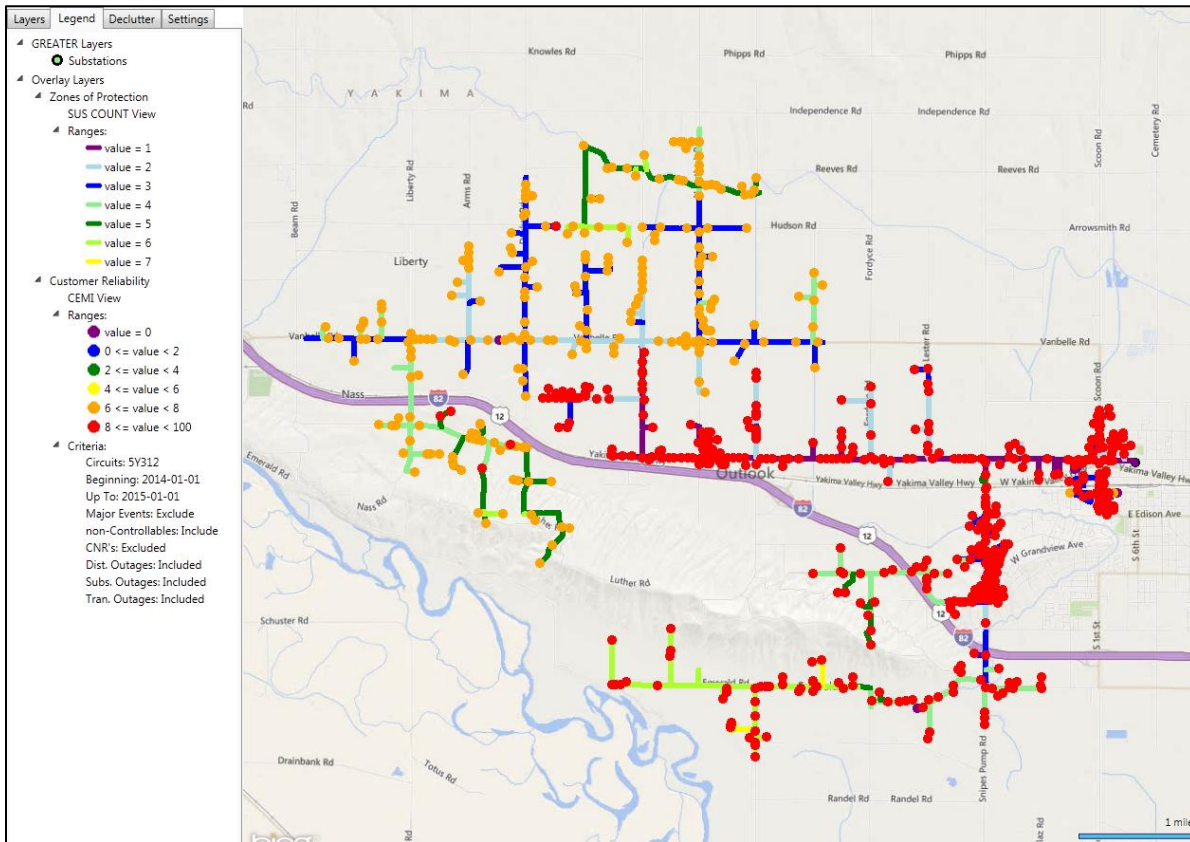 Layers
Legend
Declutter
Settings
GREATER Layers
Substations
Overlay Layers
Zones of Protection
SUS COUNT View
Ranges:
value = 1
value = 2
value = 3
value = 4
value = 5
value = 6
value = 7
Customer Reliability
CEMI View
Ranges:
value = 0
0 <= value < 2
2 <= value < 4
4 <= value < 6
6 <= value < 8
8 <= value < 100
Criteria:
Circuits: 5Y312
Beginning: 2014-01-01
Up To: 2015-01-01
Major Events: Exclude
non-Controllables: Include
CNR's: Excluded
Dist. Outages: Included
Subs. Outages: Included
Tran. Outages: Included
Knowles Rd
Phipps Rd
Phipps Rd
Rd
YAKIMA
Independence Rd
Independence Rd
Scoon Rd
Cemetery Rd
Liberty Rd
Arms Rd
Reeves Rd
Reeves Rd
Beam Rd
Hudson Rd
Arrowsmith Rd
Fordyce Rd
Liberty
Lester Rd
Vanbelle Rd
Scoon Rd
Nass
82
12
Outlook
Yakima Valley Hwy
Yakima Valley Hwy
W Yakima
Yakima Valley Hwy
Emerald Rd
Nass Rd
82
12
E Edison Ave
S 6th St
W Grandview Ave
Luther Rd
12
82
S 1st St
Schuster Rd
Emerald Rd
Snipes Pump Rd
Drainbank Rd
Totus Rd
Randel Rd
Randel Rd
Rd
1 mile